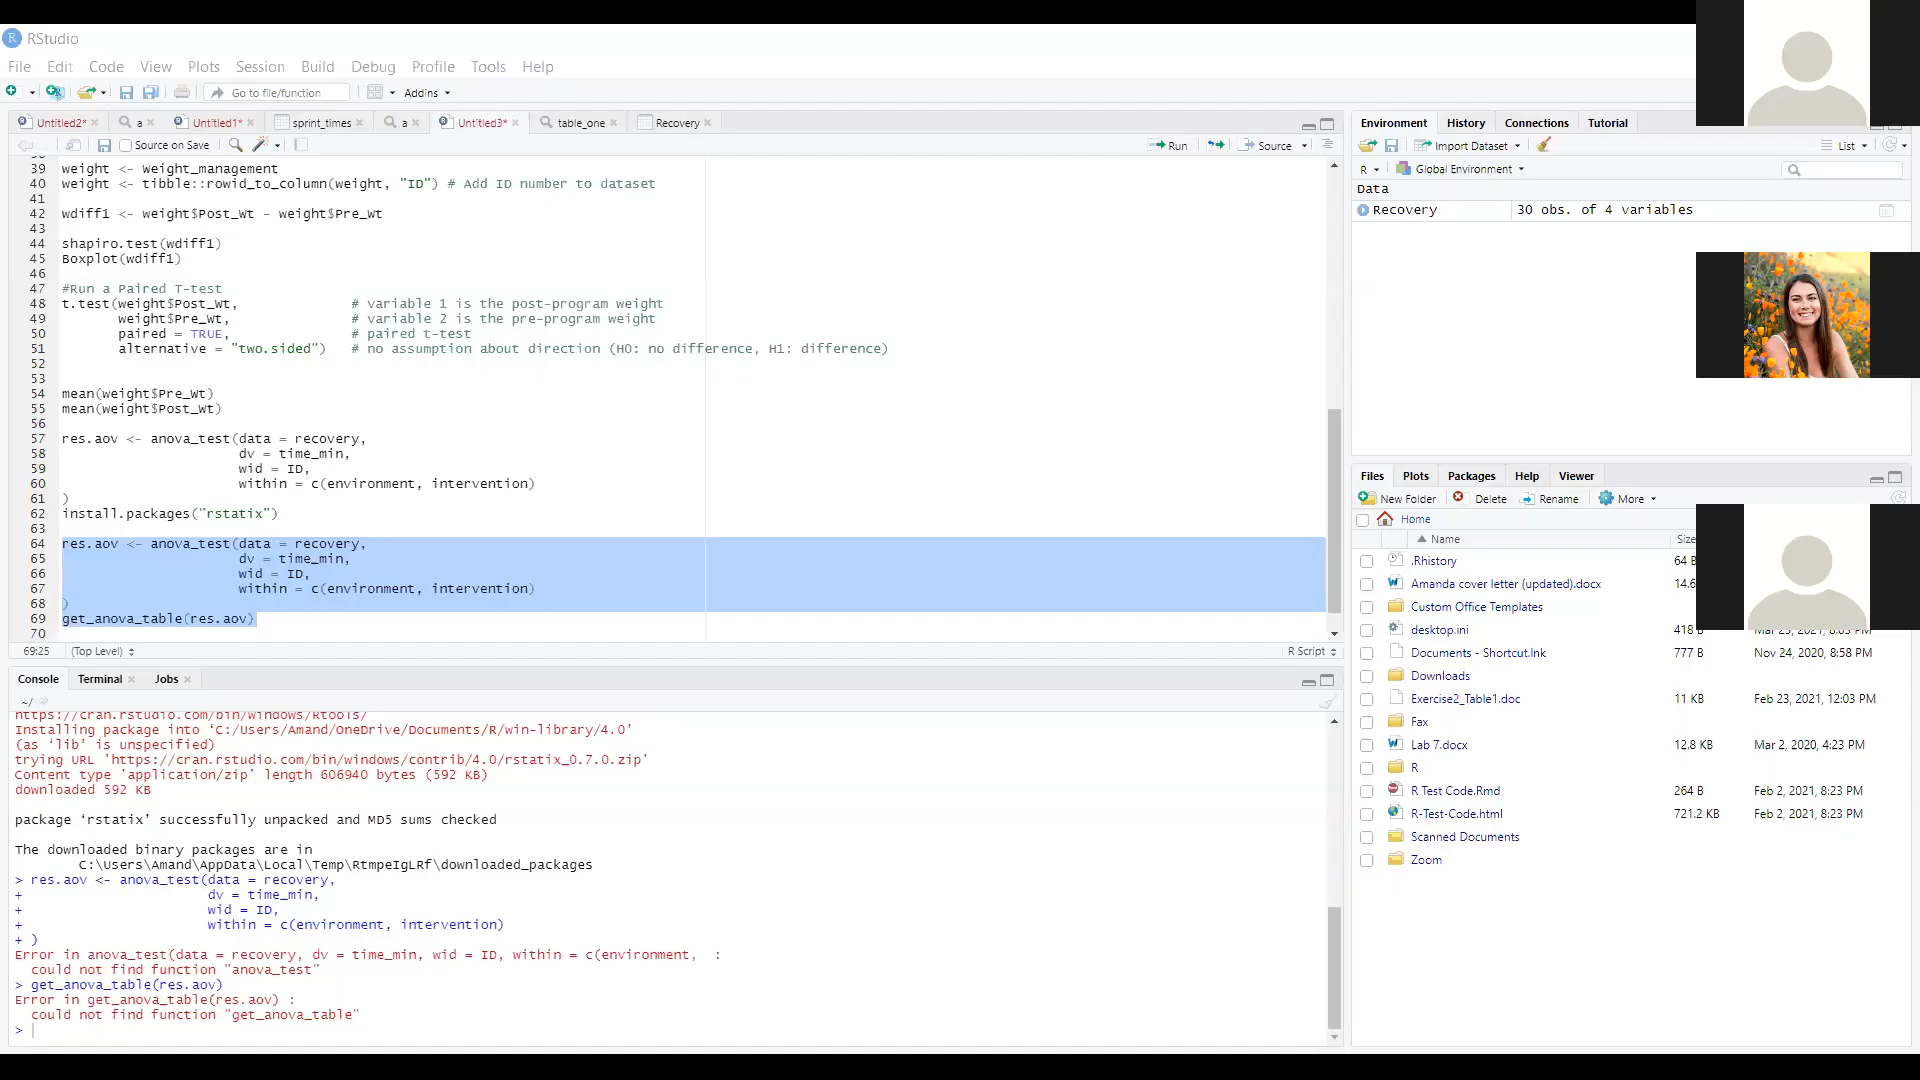 RStudio
File Edit Code View Plots Session Build Debug Profile Tools Help
Go to file/function Addins
Untitled2* a Untitled1* sprint_times a Untitled3* table_one Recovery
Source on Save Run Source
38
39 weight <- Weight_management
40 weight <- tibble::rowid_to_column(weight, "ID") # Add ID number to dataset
41
42 wdiff1 <- weight$Post_Wt - weight$Pre_Wt
43
44 shapiro.test(wdiff1)
45 Boxplot(wdiff1)
46
47 #Run a Paired T-test
48 t.test(weight$Post_Wt, # variable 1 is the post-program weight
49 weight$Pre_Wt, # variable 2 is the pre-program weight
50 paired = TRUE, # paired t-test
51 alternative = "two.sided") # no assumption about direction (H0: no difference, H1: difference)
52
53
54 mean(weight$Pre_Wt)
55 mean(weight$Post_Wt)
56
57 res.aov <- anova_test(data = recovery,
58 dv = time_min,
59 wid = ID,
60 within = c(environment, intervention)
61 )
62 install.packages("rstatix")
63
64 res.aov <- anova_test(data = recovery,
65 dv = time_min,
66 wid = ID,
67 within = c(environment, intervention)
68 )
69 get_anova_table(res.aov)
70
69:25 (Top Level) R Script
Console Terminal Jobs
~/
https://cran.rstudio.com/bin/windows/Rtools/
Installing package into ‘C:/Users/Amand/OneDrive/Documents/R/win-library/4.0’
(as ‘lib’ is unspecified)
trying URL 'https://cran.rstudio.com/bin/windows/contrib/4.0/rstatix_0.7.0.zip'
Content type 'application/zip' length 606940 bytes (592 KB)
downloaded 592 KB
package ‘rstatix’ successfully unpacked and MD5 sums checked
The downloaded binary packages are in
C:\Users\Amand\AppData\Local\Temp\RtmpeIgLRf\downloaded_packages
> res.aov <- anova_test(data = recovery,
+ dv = time_min,
+ wid = ID,
+ within = c(environment, intervention)
+ )
Error in anova_test(data = recovery, dv = time_min, wid = ID, within = c(environment, :
could not find function "anova_test"
> get_anova_table(res.aov)
Error in get_anova_table(res.aov) :
could not find function "get_anova_table"
>
Environment History Connections Tutorial
Import Dataset List
R Global Environment
Data
Recovery 30 obs. of 4 variables
Files Plots Packages Help Viewer
New Folder Delete Rename More
Home
Name Size
.Rhistory 64 B
Amanda cover letter (updated).docx 14.6
Custom Office Templates
desktop.ini 418 B Mar 23, 2021, 8:03 PM
Documents - Shortcut.lnk 777 B Nov 24, 2020, 8:58 PM
Downloads
Exercise2_Table1.doc 11 KB Feb 23, 2021, 12:03 PM
Fax
Lab 7.docx 12.8 KB Mar 2, 2020, 4:23 PM
R
R Test Code.Rmd 264 B Feb 2, 2021, 8:23 PM
R-Test-Code.html 721.2 KB Feb 2, 2021, 8:23 PM
Scanned Documents
Zoom